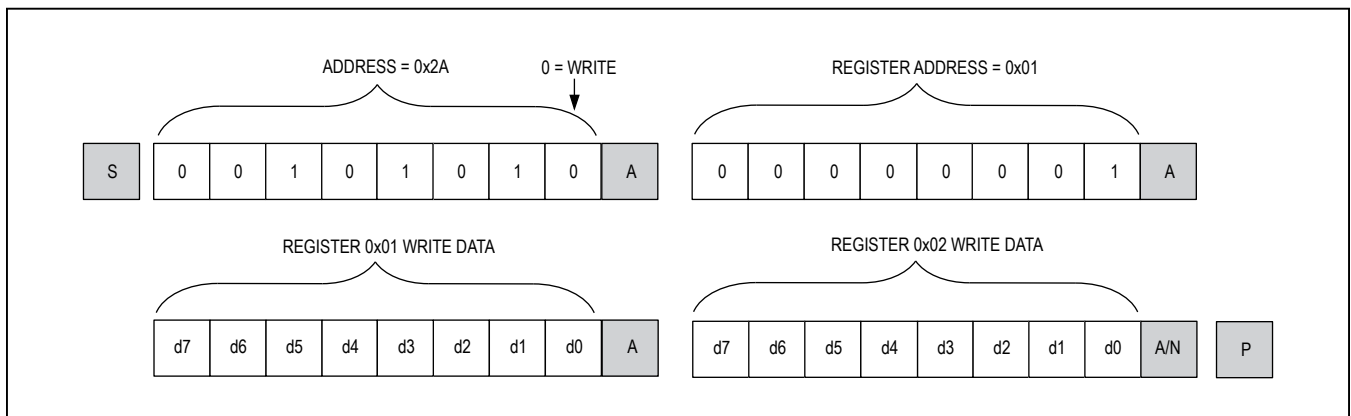 ADDRESS = 0x2A 0 = WRITE REGISTER ADDRESS = 0x01
S 0 0 1 0 1 0 1 0 A 0 0 0 0 0 0 0 1 A
REGISTER 0x01 WRITE DATA REGISTER 0x02 WRITE DATA
d7 d6 d5 d4 d3 d2 d1 d0 A d7 d6 d5 d4 d3 d2 d1 d0 A/N P